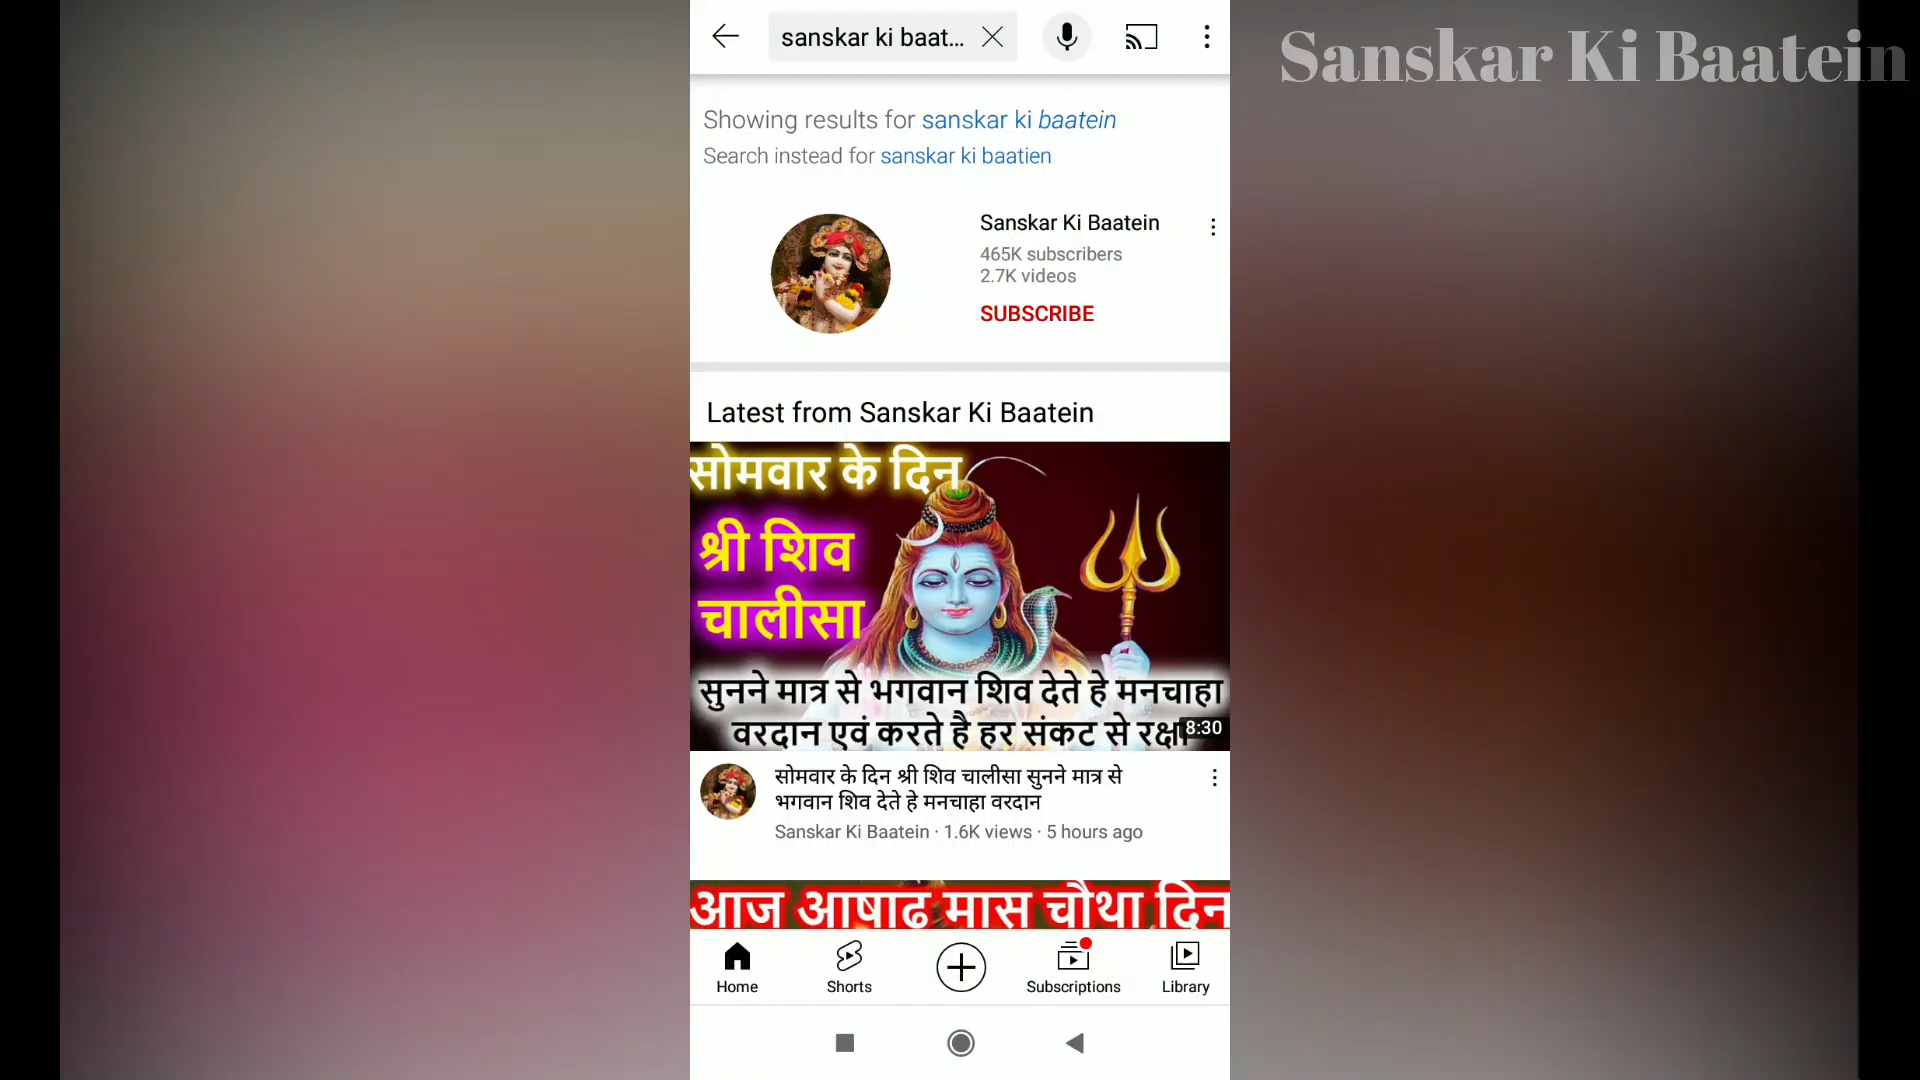 sanskar ki baat...
Sanskar Ki Baatein
Showing results for sanskar ki baatein
Search instead for sanskar ki baatien
Sanskar Ki Baatein
465K subscribers
2.7K videos
SUBSCRIBE
Latest from Sanskar Ki Baatein
सोमवार के दिन
श्री शिव
चालीसा
सुनने मात्र से भगवान शिव देते हे मनचाहा
वरदान एवं करते है हर संकट से रक्षा
8:30
सोमवार के दिन श्री शिव चालीसा सुनने मात्र से
भगवान शिव देते हे मनचाहा वरदान
Sanskar Ki Baatein · 1.6K views · 5 hours ago
आज आषाढ मास चौथा दिन
Home
Shorts
Subscriptions
Library